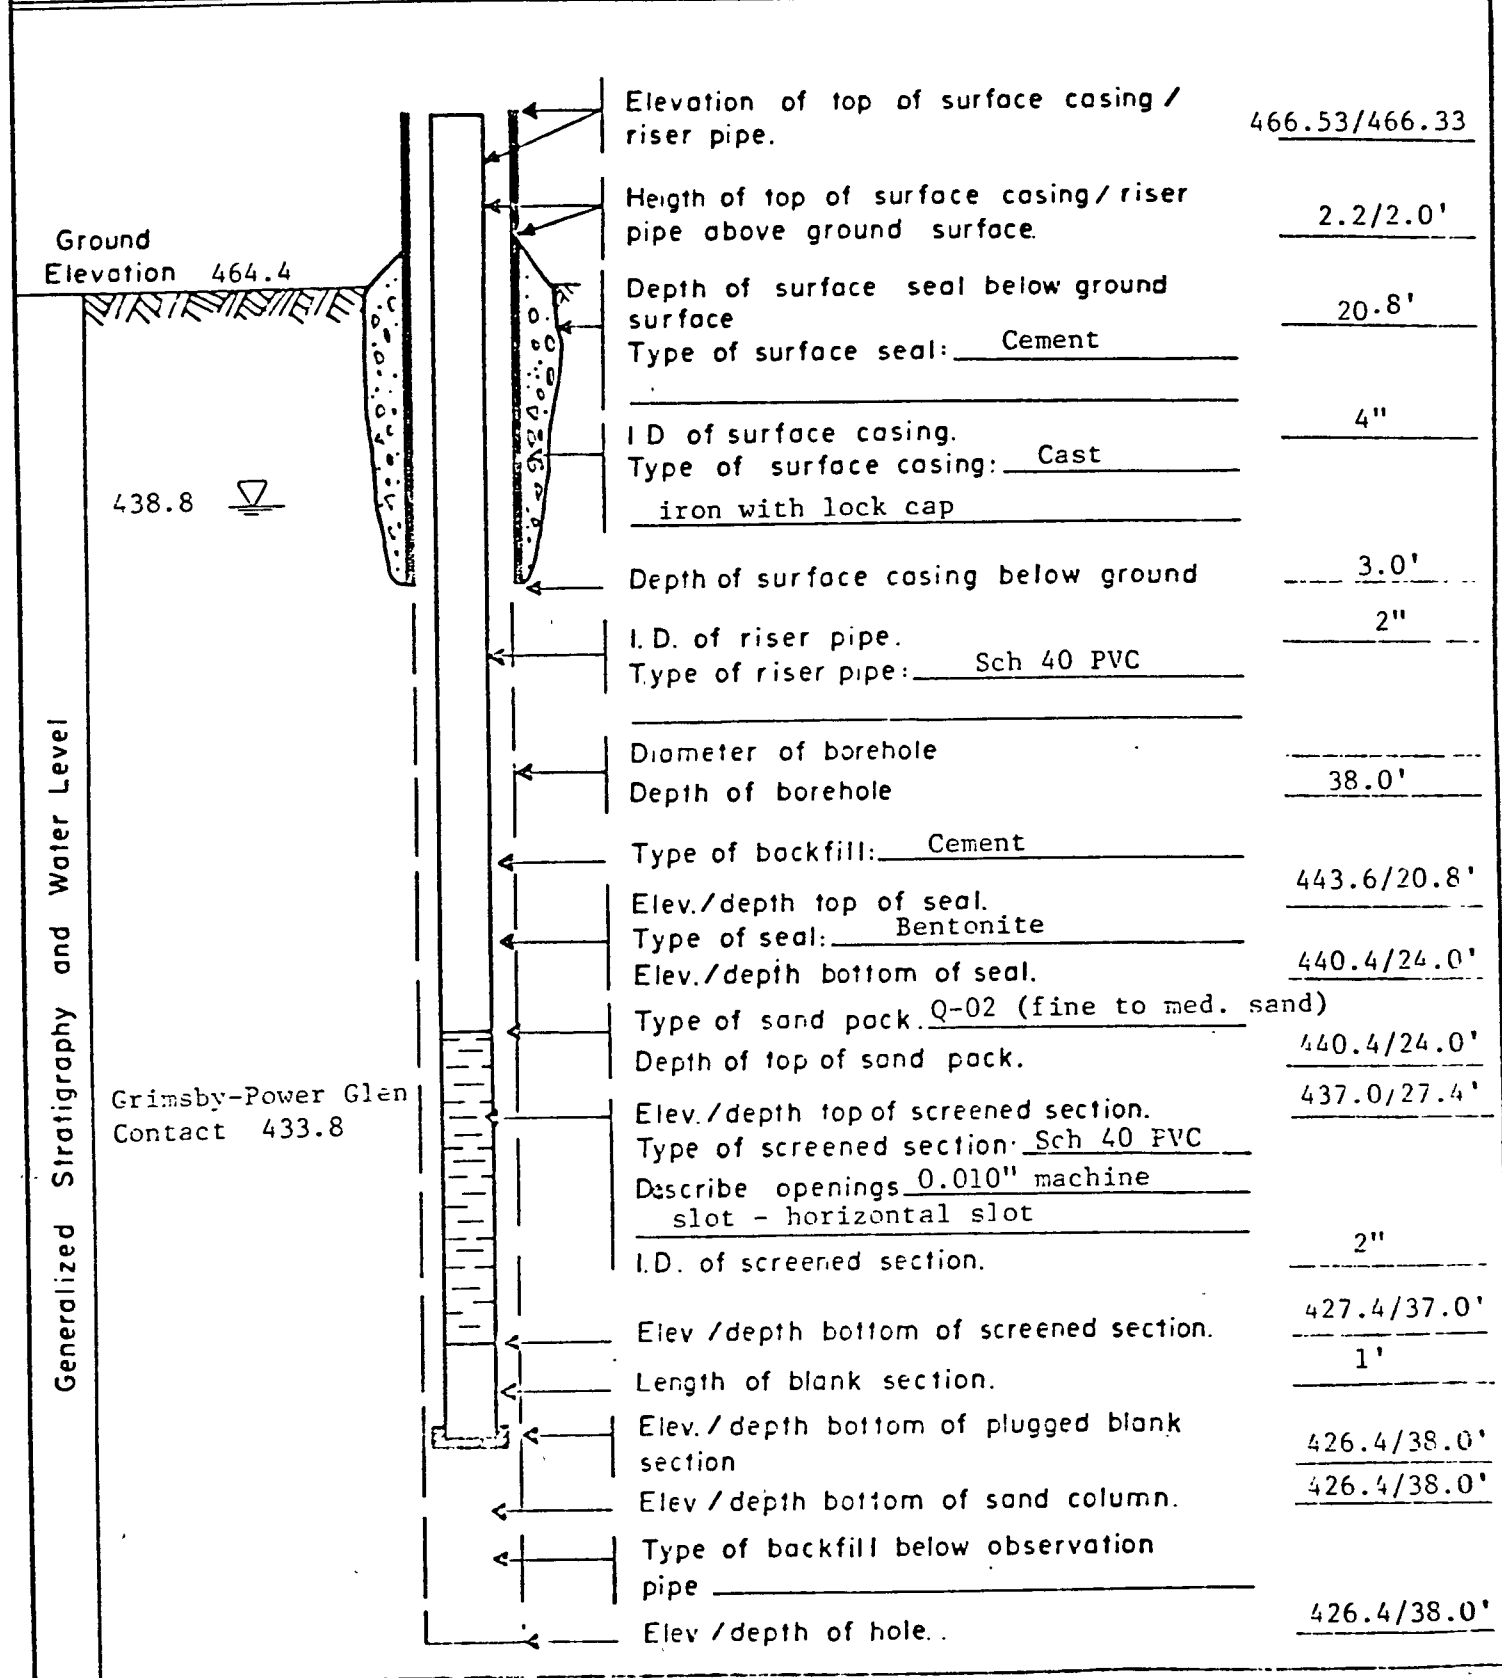 Elevation of top of surface casing /
riser pipe. 466.53/466.33
Heigth of top of surface casing / riser
pipe above ground surface. 2.2/2.0'
Ground
Elevation 464.4
Depth of surface seal below ground
surface 20.8'
Type of surface seal: Cement
I D of surface casing. 4"
Type of surface casing: Cast
iron with lock cap
438.8
Depth of surface casing below ground 3.0'
I.D. of riser pipe. 2"
Type of riser pipe: Sch 40 PVC
Diameter of borehole
Depth of borehole 38.0'
Type of backfill: Cement
Elev./depth top of seal. 443.6/20.8'
Type of seal: Bentonite
Elev./depth bottom of seal. 440.4/24.0'
Type of sand pack. Q-02 (fine to med. sand)
Depth of top of sand pack. 440.4/24.0'
Grimsby-Power Glen
Contact 433.8
Elev./depth top of screened section. 437.0/27.4'
Type of screened section. Sch 40 PVC
Describe openings 0.010" machine
slot - horizontal slot
I.D. of screened section. 2"
Elev /depth bottom of screened section. 427.4/37.0'
Length of blank section. 1'
Elev./depth bottom of plugged blank
section 426.4/38.0'
Elev /depth bottom of sand column. 426.4/38.0'
Type of backfill below observation
pipe
Elev /depth of hole.. 426.4/38.0'
Generalized Stratigraphy and Water Level